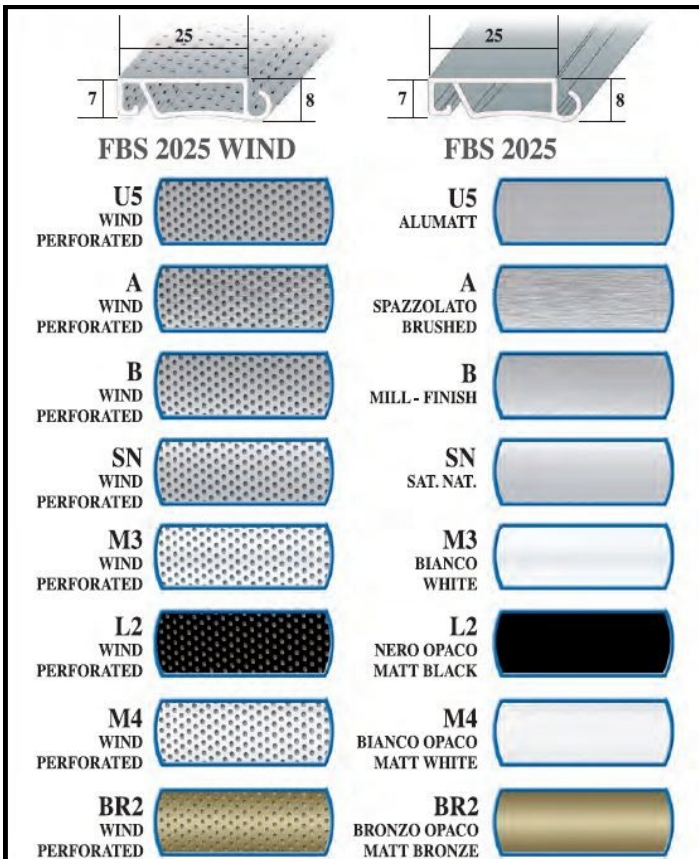 25
7
8
FBS 2025 WIND
U5
WIND
PERFORATED
A
WIND
PERFORATED
B
WIND
PERFORATED
SN
WIND
PERFORATED
M3
WIND
PERFORATED
L2
WIND
PERFORATED
M4
WIND
PERFORATED
BR2
WIND
PERFORATED
25
7
8
FBS 2025
U5
ALUMATT
A
SPAZZOLATO
BRUSHED
B
MILL - FINISH
SN
SAT. NAT.
M3
BIANCO
WHITE
L2
NERO OPACO
MATT BLACK
M4
BIANCO OPACO
MATT WHITE
BR2
BRONZO OPACO
MATT BRONZE